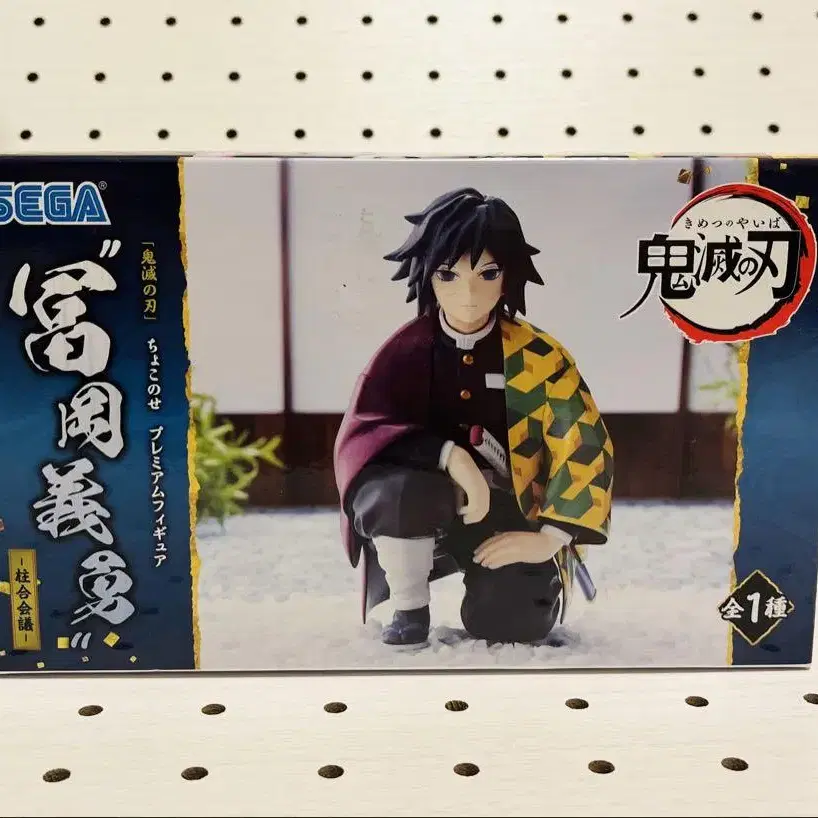 SEGA®
「鬼滅の刃」 ちょこのせ プレミアムフィギュア
"冨岡義勇"
-柱合会議-
きめつのやいば
鬼滅の刃
全1種